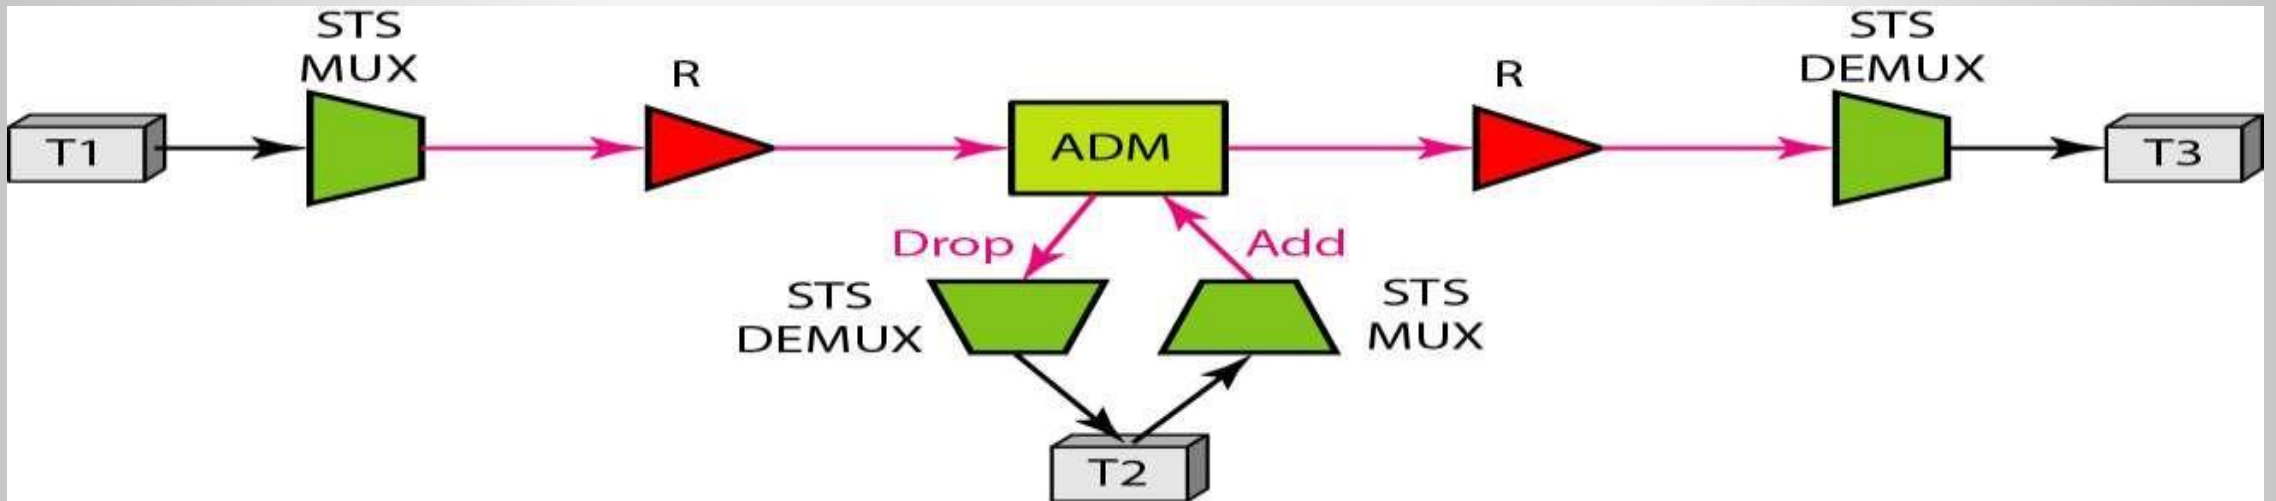 STS
MUX
R
R
STS
DEMUX
T1
ADM
T3
Drop
Add
STS
DEMUX
STS
MUX
T2